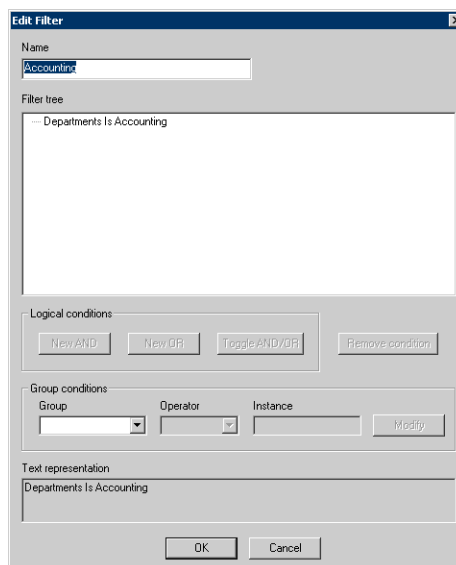 Edit Filter
Name
Accounting
Filter tree
Departments Is Accounting
Logical conditions
New AND New OR Toggle AND/OR Remove condition
Group conditions
Group Operator Instance
Modify
Text representation
Departments Is Accounting
OK Cancel